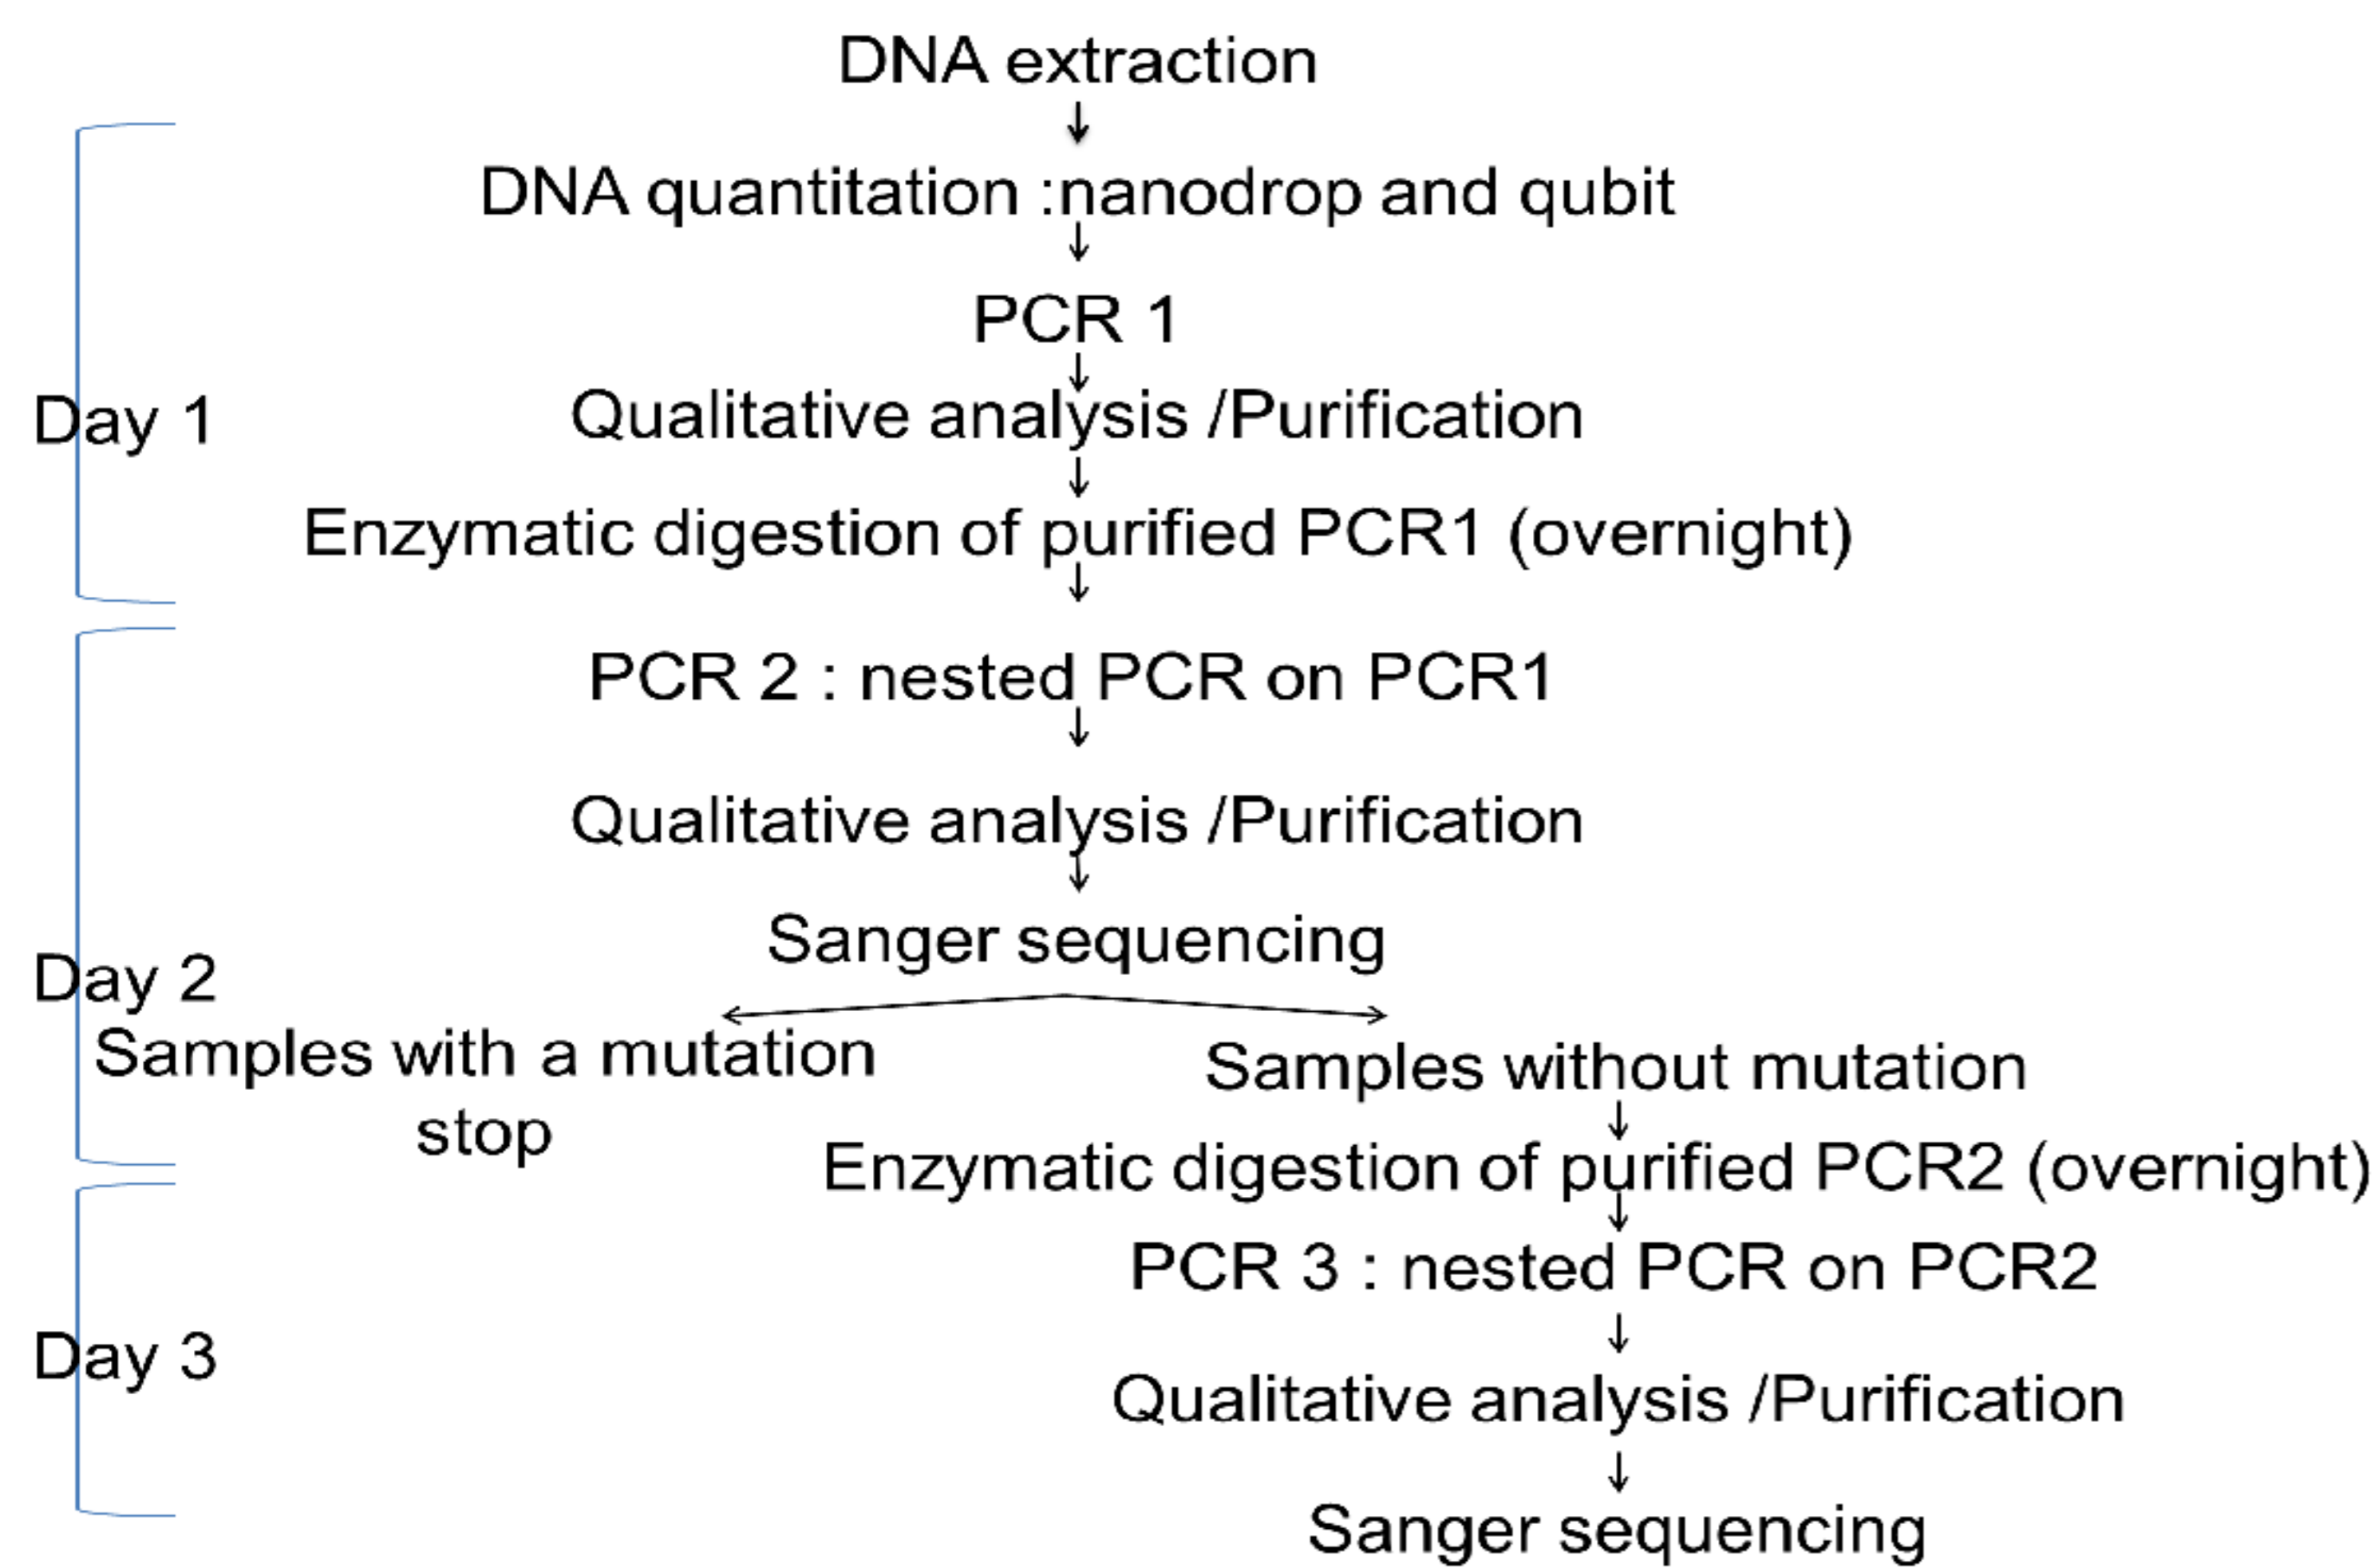 DNA extraction
DNA quantitation :nanodrop and qubit
PCR 1
Day 1
Qualitative analysis /Purification
Enzymatic digestion of purified PCR1 (overnight)
PCR 2 : nested PCR on PCR1
Qualitative analysis /Purification
Sanger sequencing
Day 2
Samples with a mutation
stop
Samples without mutation
Enzymatic digestion of purified PCR2 (overnight)
PCR 3 : nested PCR on PCR2
Day 3
Qualitative analysis /Purification
Sanger sequencing